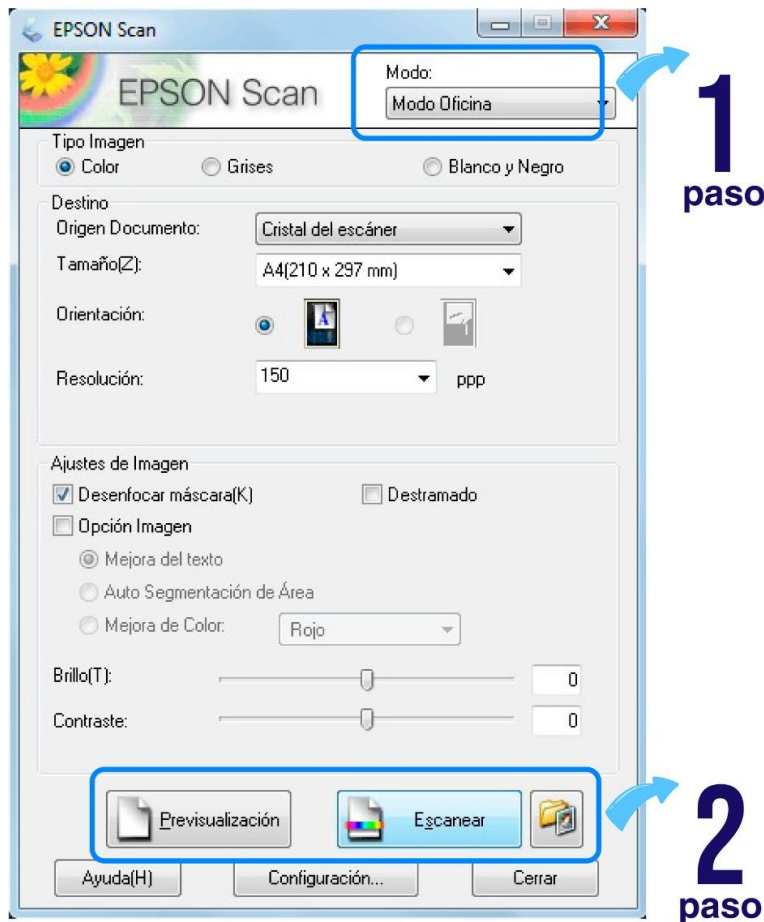 EPSON Scan
EPSON Scan
Modo:
Modo Oficina
1
paso
Tipo Imagen
Color Grises Blanco y Negro
Destino
Origen Documento: Cristal del escáner
Tamaño(Z): A4(210 x 297 mm)
Orientación:
A
Resolución: 150 ppp
Ajustes de Imagen
Desenfocar máscara(K) Destramado
Opción Imagen
Mejora del texto
Auto Segmentación de Área
Mejora de Color: Rojo
Brillo(T): 0
Contraste: 0
Previsualización Escanear
2
paso
Ayuda(H) Configuración... Cerrar